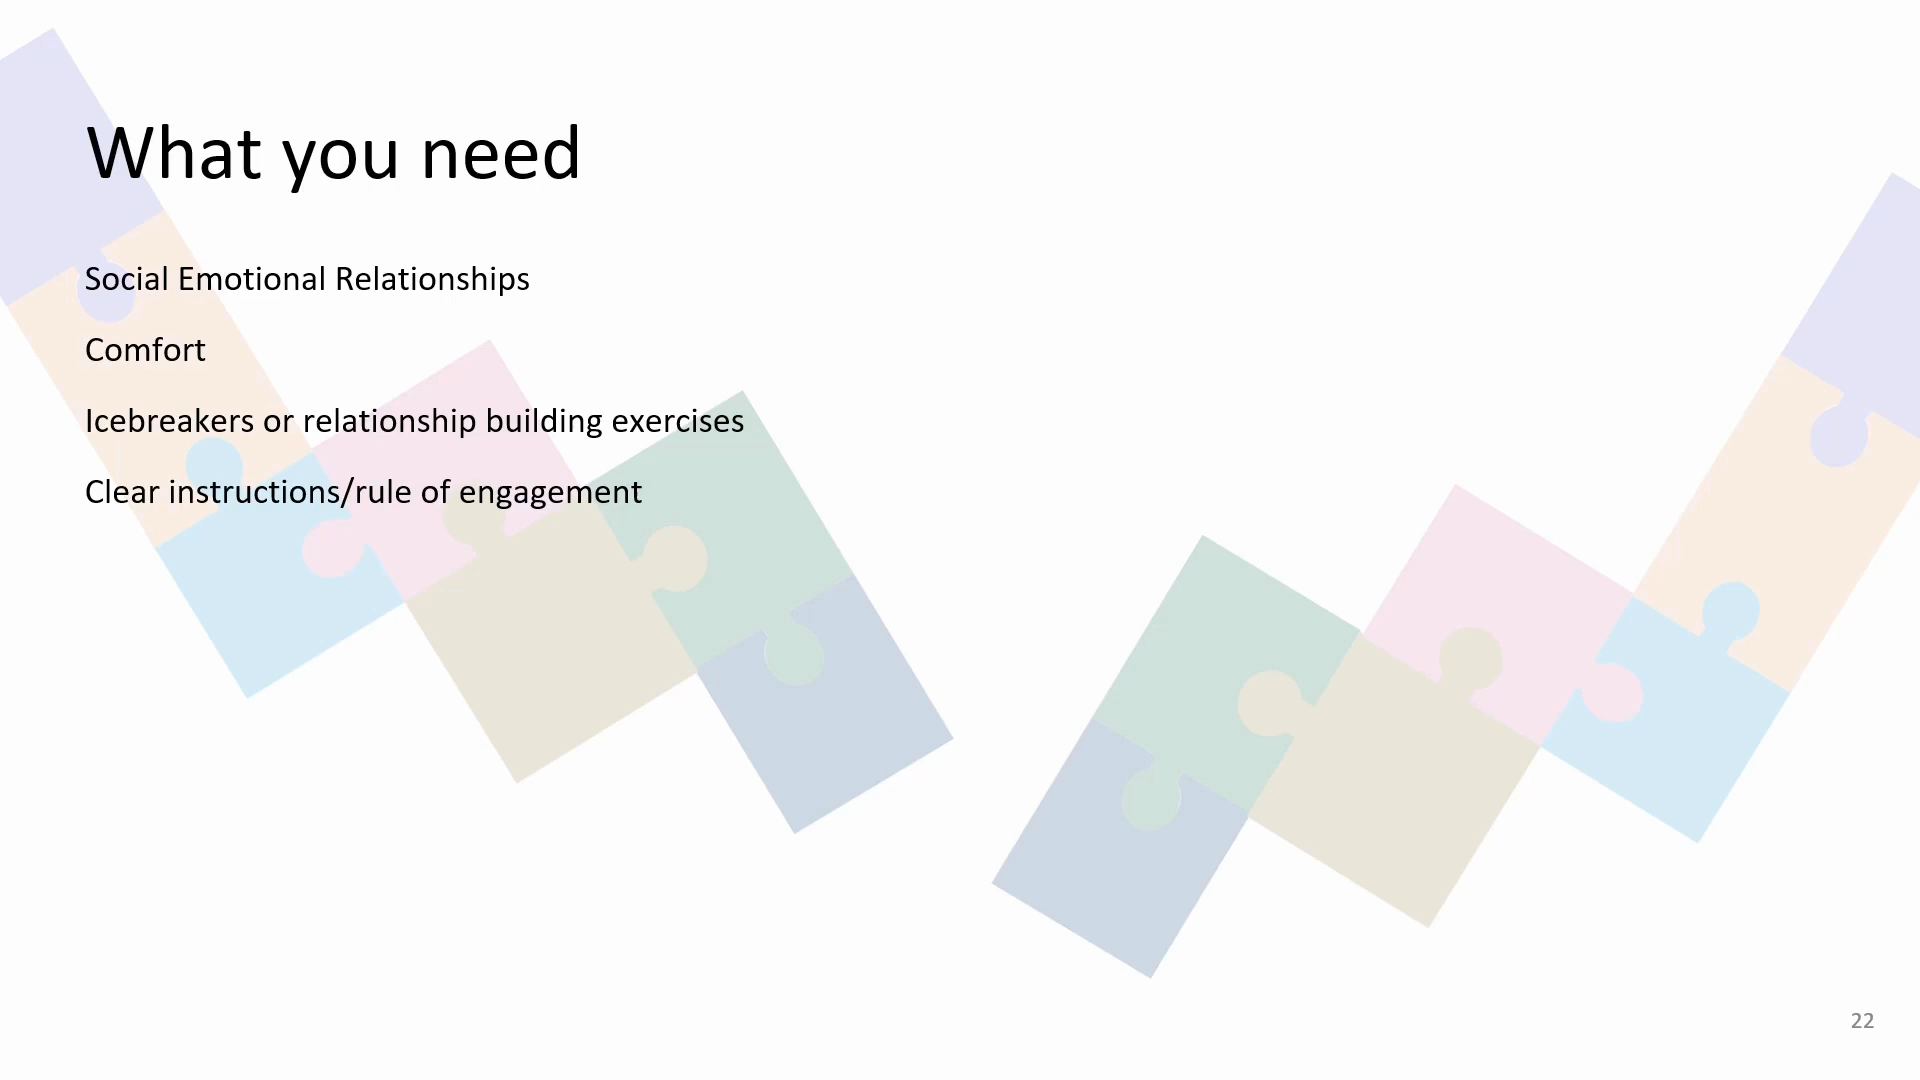 What you need
Social Emotional Relationships
Comfort
Icebreakers or relationship building exercises
Clear instructions/rule of engagement
22